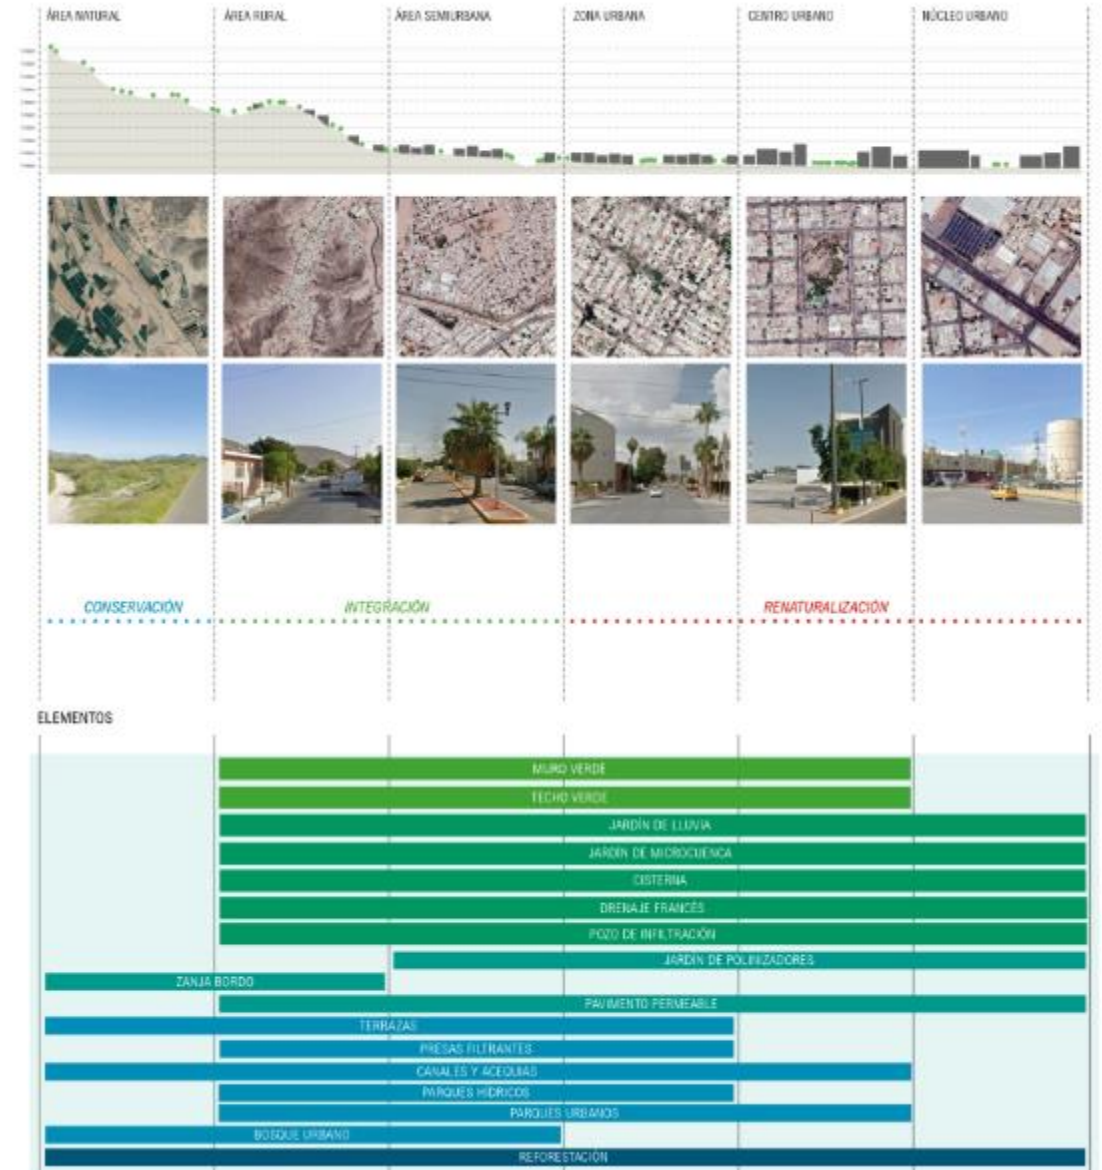 ÁREA NATURAL
ÁREA RURAL
ÁREA SEMIURBANA
ZONA URBANA
CENTRO URBANO
NÚCLEO URBANO
CONSERVACIÓN
INTEGRACIÓN
RENATURALIZACIÓN
ELEMENTOS
MURO VERDE
TECHO VERDE
JARDÍN DE LLUVIA
JARDÍN DE MICROCUENCA
CISTERNA
DRENAJE FRANCÉS
POZO DE INFILTRACIÓN
JARDÍN DE POLINIZADORES
ZANJA BORDO
PAVIMENTO PERMEABLE
TERRAZAS
PRESAS FILTRANTES
CANALES Y ACEQUIAS
PARQUES HÍDRICOS
PARQUES URBANOS
BOSQUE URBANO
REFORESTACIÓN